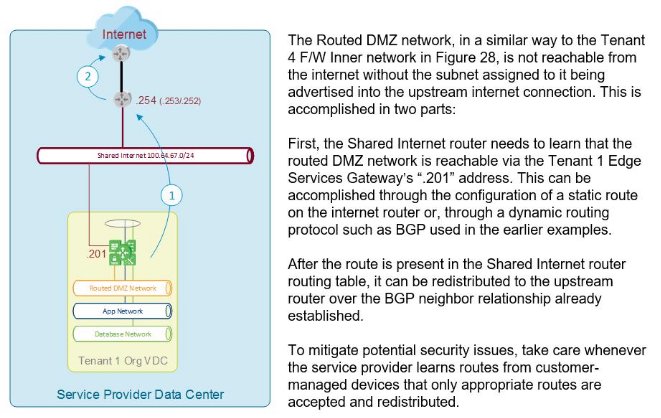 Internet
2
.254 (.253/.252)
Shared Internet 100.64.67.0/24
1
.201
Routed DMZ Network
App Network
Database Network
Tenant 1 Org VDC
Service Provider Data Center
The Routed DMZ network, in a similar way to the Tenant
4 F/W Inner network in Figure 28, is not reachable from
the internet without the subnet assigned to it being
advertised into the upstream internet connection. This is
accomplished in two parts:
First, the Shared Internet router needs to learn that the
routed DMZ network is reachable via the Tenant 1 Edge
Services Gateway's “.201” address. This can be
accomplished through the configuration of a static route
on the internet router or, through a dynamic routing
protocol such as BGP used in the earlier examples.
After the route is present in the Shared Internet router
routing table, it can be redistributed to the upstream
router over the BGP neighbor relationship already
established.
To mitigate potential security issues, take care whenever
the service provider learns routes from customer-
managed devices that only appropriate routes are
accepted and redistributed.